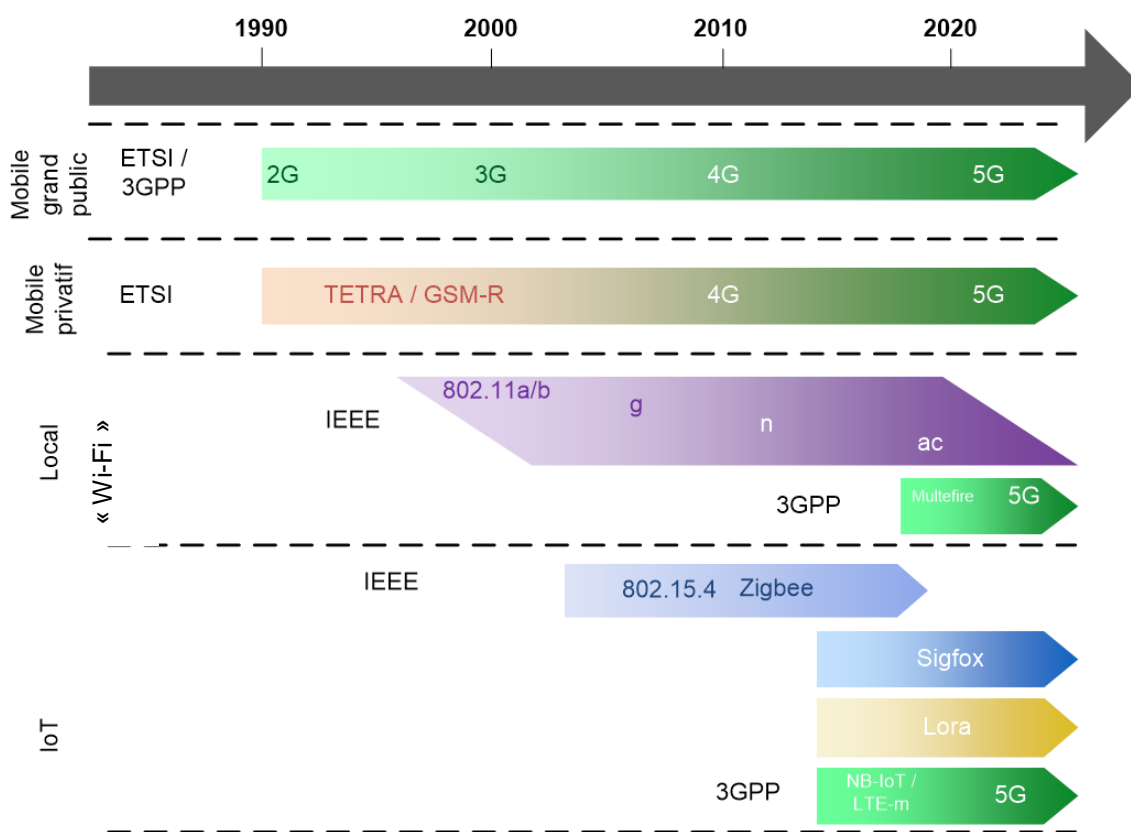 1990 2000 2010 2020
Mobile
grand
public
ETSI /
3GPP
2G 3G 4G 5G
Mobile
privatif
ETSI
TETRA / GSM-R 4G 5G
Local
« Wi-Fi »
IEEE
802.11a/b
g
n
ac
3GPP
Multefire 5G
IoT
IEEE
802.15.4 Zigbee
Sigfox
Lora
3GPP
NB-IoT /
LTE-m
5G